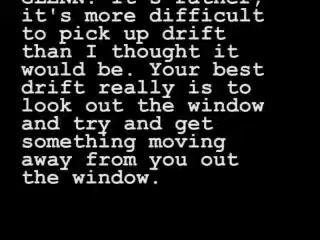 GLENN: It's rather,
it's more difficult
to pick up drift
than I thought it
would be. Your best
drift really is to
look out the window
and try and get
something moving
away from you out
the window.